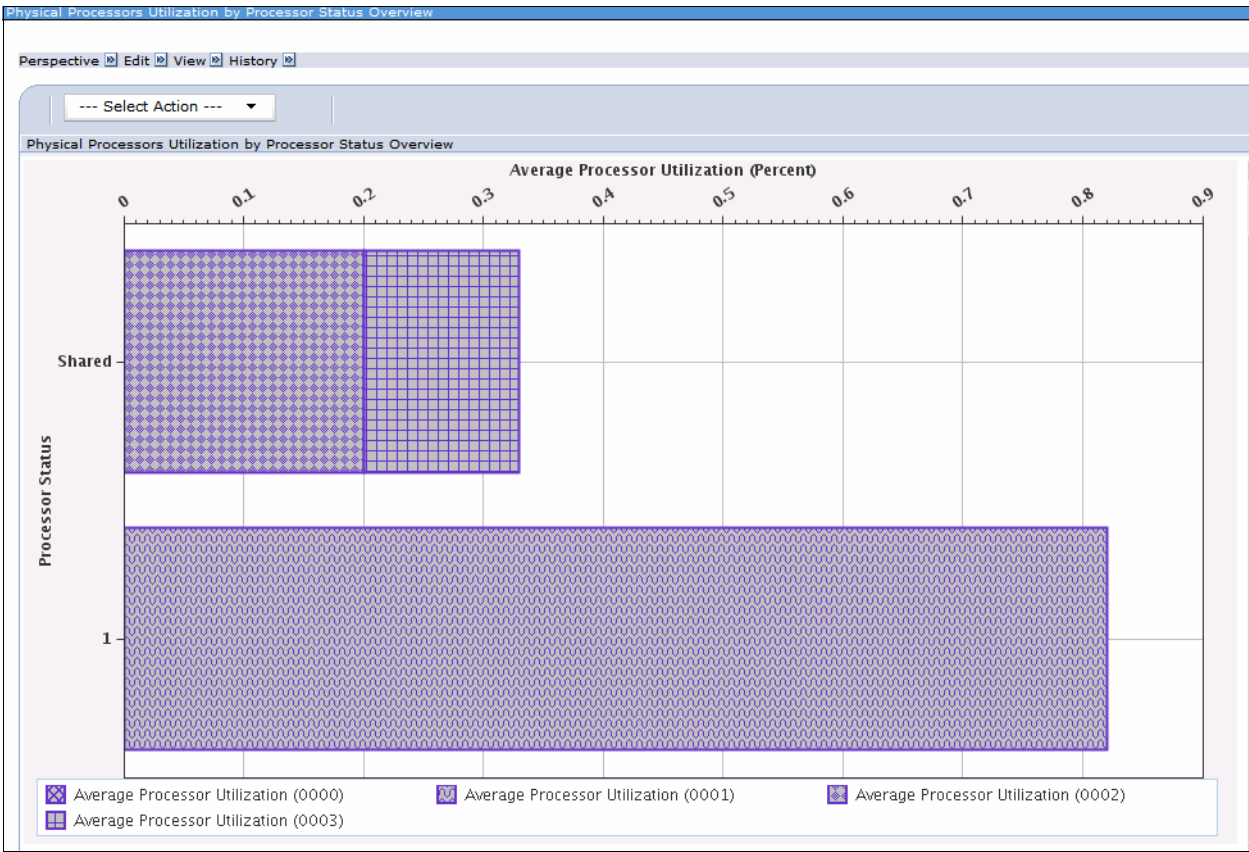 Physical Processors Utilization by Processor Status Overview
Perspective Edit View History
--- Select Action ---
Physical Processors Utilization by Processor Status Overview
Average Processor Utilization (Percent)
0 0.1 0.2 0.3 0.4 0.5 0.6 0.7 0.8 0.9
Processor Status
Shared
1
Average Processor Utilization (0000) Average Processor Utilization (0001) Average Processor Utilization (0002)
Average Processor Utilization (0003)